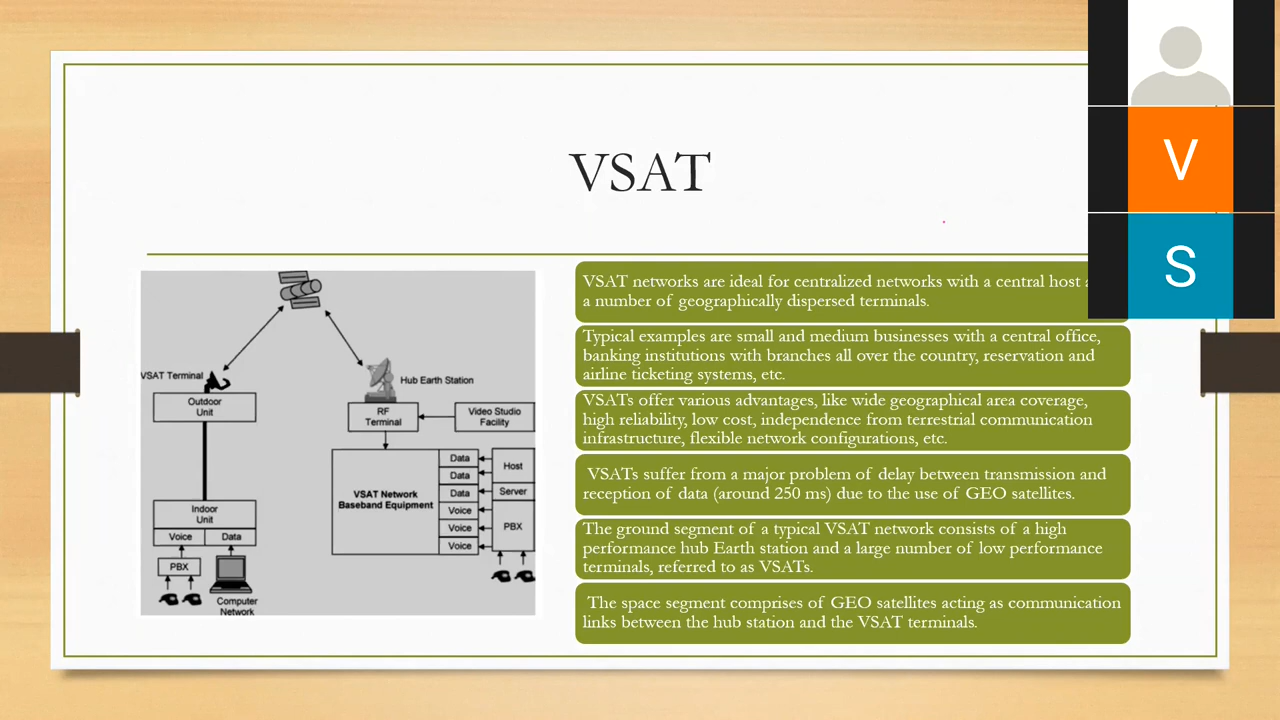 VSAT
VSAT networks are ideal for centralized networks with a central host
a number of geographically dispersed terminals.
Typical examples are small and medium businesses with a central office,
banking institutions with branches all over the country, reservation and
airline ticketing systems, etc.
VSATs offer various advantages, like wide geographical area coverage,
high reliability, low cost, independence from terrestrial communication
infrastructure, flexible network configurations, etc.
VSATs suffer from a major problem of delay between transmission and
reception of data (around 250 ms) due to the use of GEO satellites.
The ground segment of a typical VSAT network consists of a high
performance hub Earth station and a large number of low performance
terminals, referred to as VSATs.
The space segment comprises of GEO satellites acting as communication
links between the hub station and the VSAT terminals.
VSAT Terminal
Outdoor
Unit
Indoor
Unit
Voice
Data
PBX
Computer
Network
Hub Earth Station
RF
Terminal
Video Studio
Facility
VSAT Network
Baseband Equipment
Data
Data
Data
Voice
Voice
Voice
Host
Server
PBX
V
S